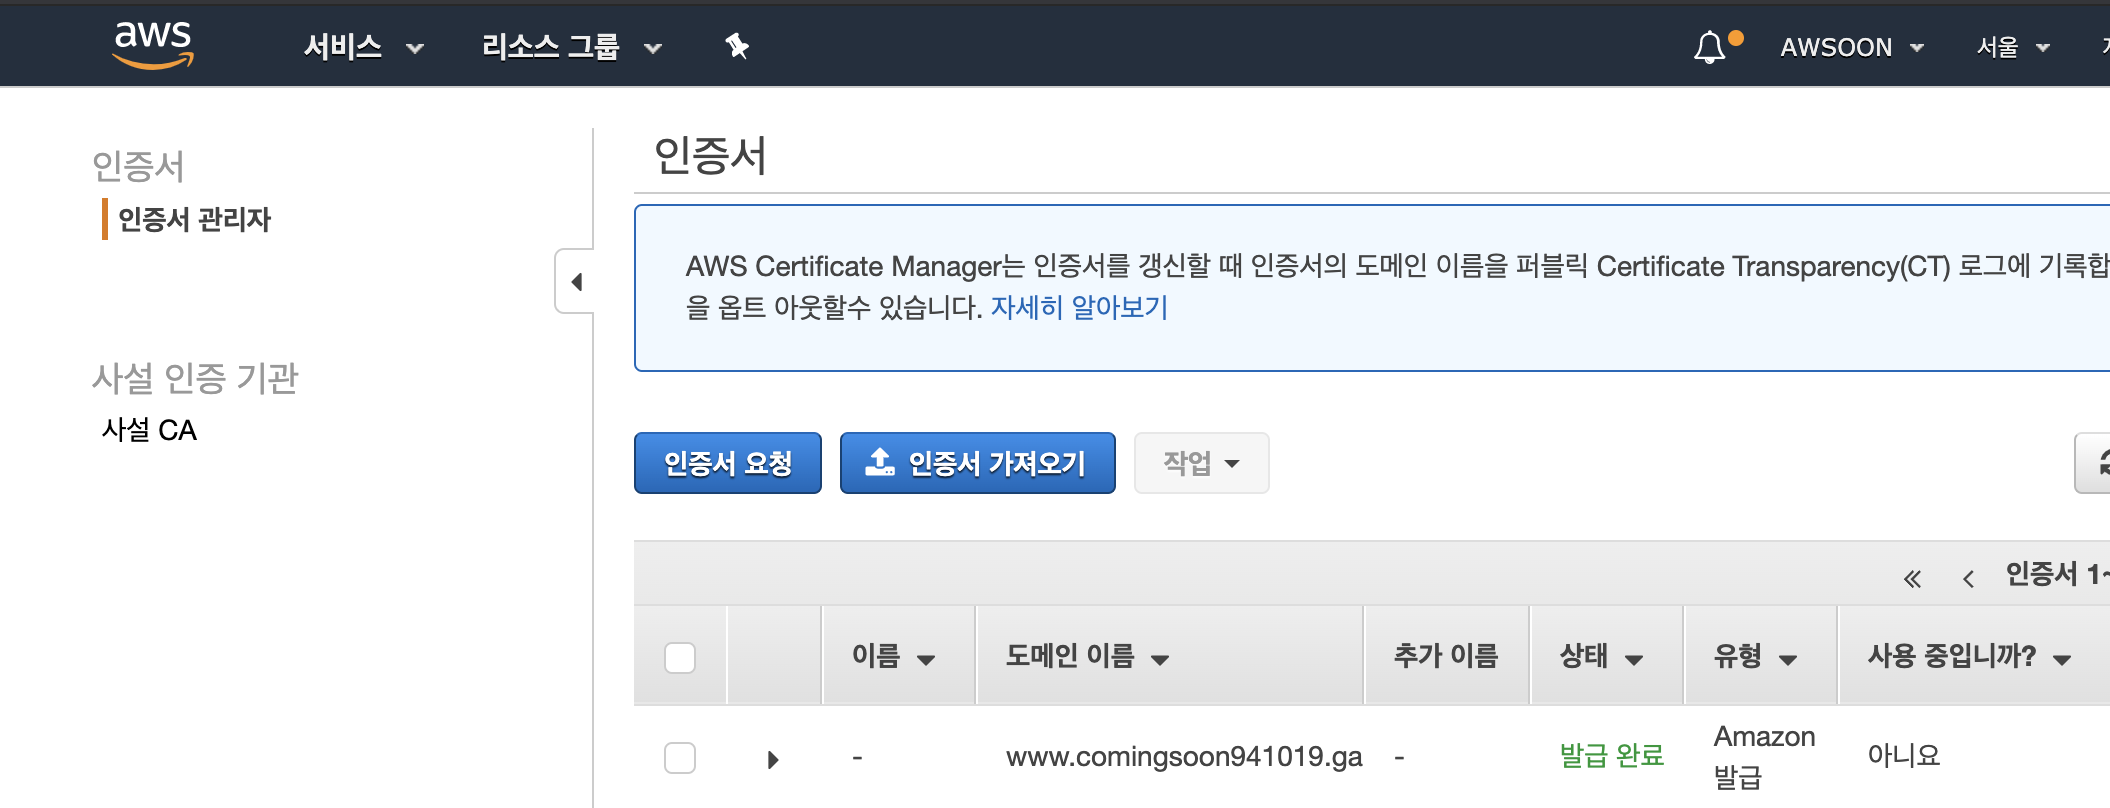 aws
서비스
리소스 그룹
AWSOON
서울
인증서
인증서 관리자
사설 인증 기관
사설 CA
인증서
AWS Certificate Manager는 인증서를 갱신할 때 인증서의 도메인 이름을 퍼블릭 Certificate Transparency(CT) 로그에 기록합
을 옵트 아웃할수 있습니다. 자세히 알아보기
인증서 요청
인증서 가져오기
작업
« ‹ 인증서 1~
이름
도메인 이름
추가 이름
상태
유형
사용 중입니까?
- www.comingsoon941019.ga - 발급 완료 Amazon 아니요
발급